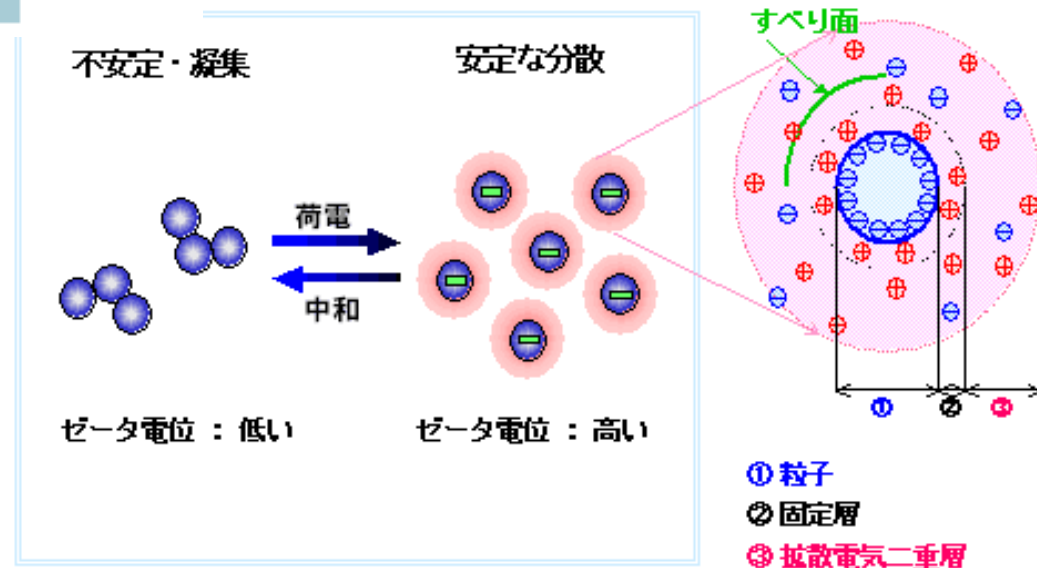 不安定・凝集
安定な分散
荷電
中和
ゼータ電位 : 低い
ゼータ電位 : 高い
すべり面
① ② ③
① 粒子
② 固定層
③ 拡散電気二重層